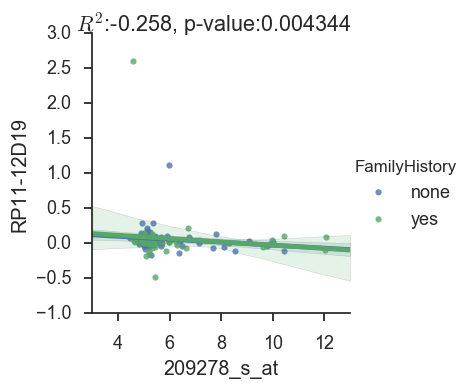 R²:-0.258, p-value:0.004344
3.0
2.5
2.0
1.5
1.0
0.5
0.0
−0.5
−1.0
RP11-12D19
4 6 8 10 12
209278_s_at
FamilyHistory
none
yes